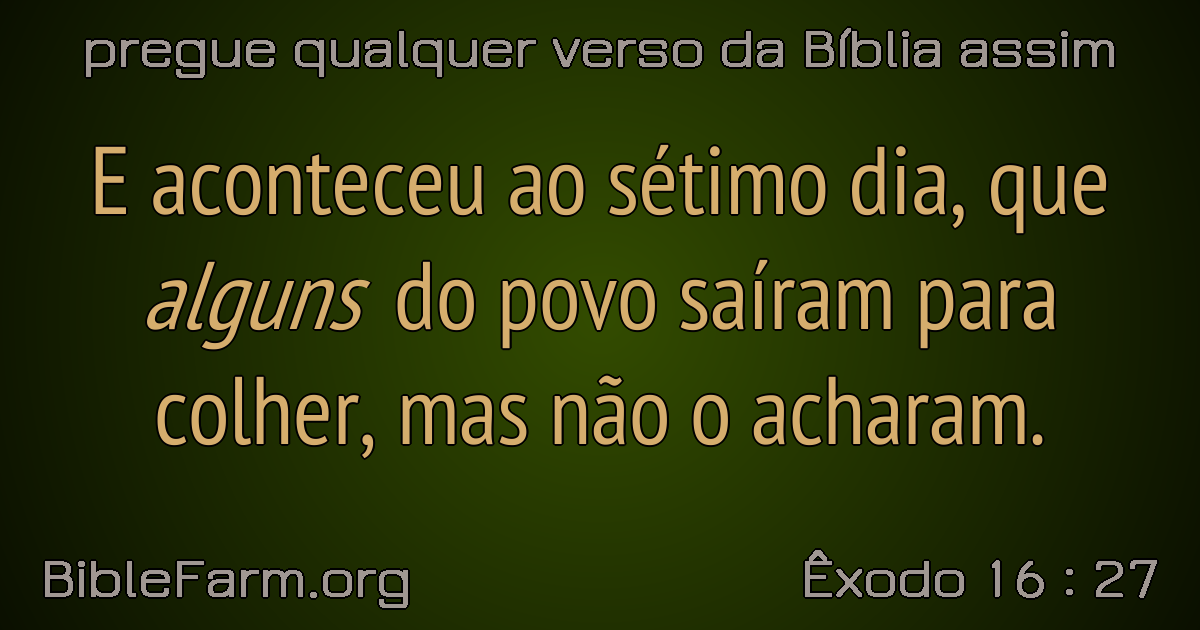 pregue qualquer verso da Bíblia assim
E aconteceu ao sétimo dia, que
alguns do povo saíram para
colher, mas não o acharam.
BibleFarm.org
Êxodo 16 : 27